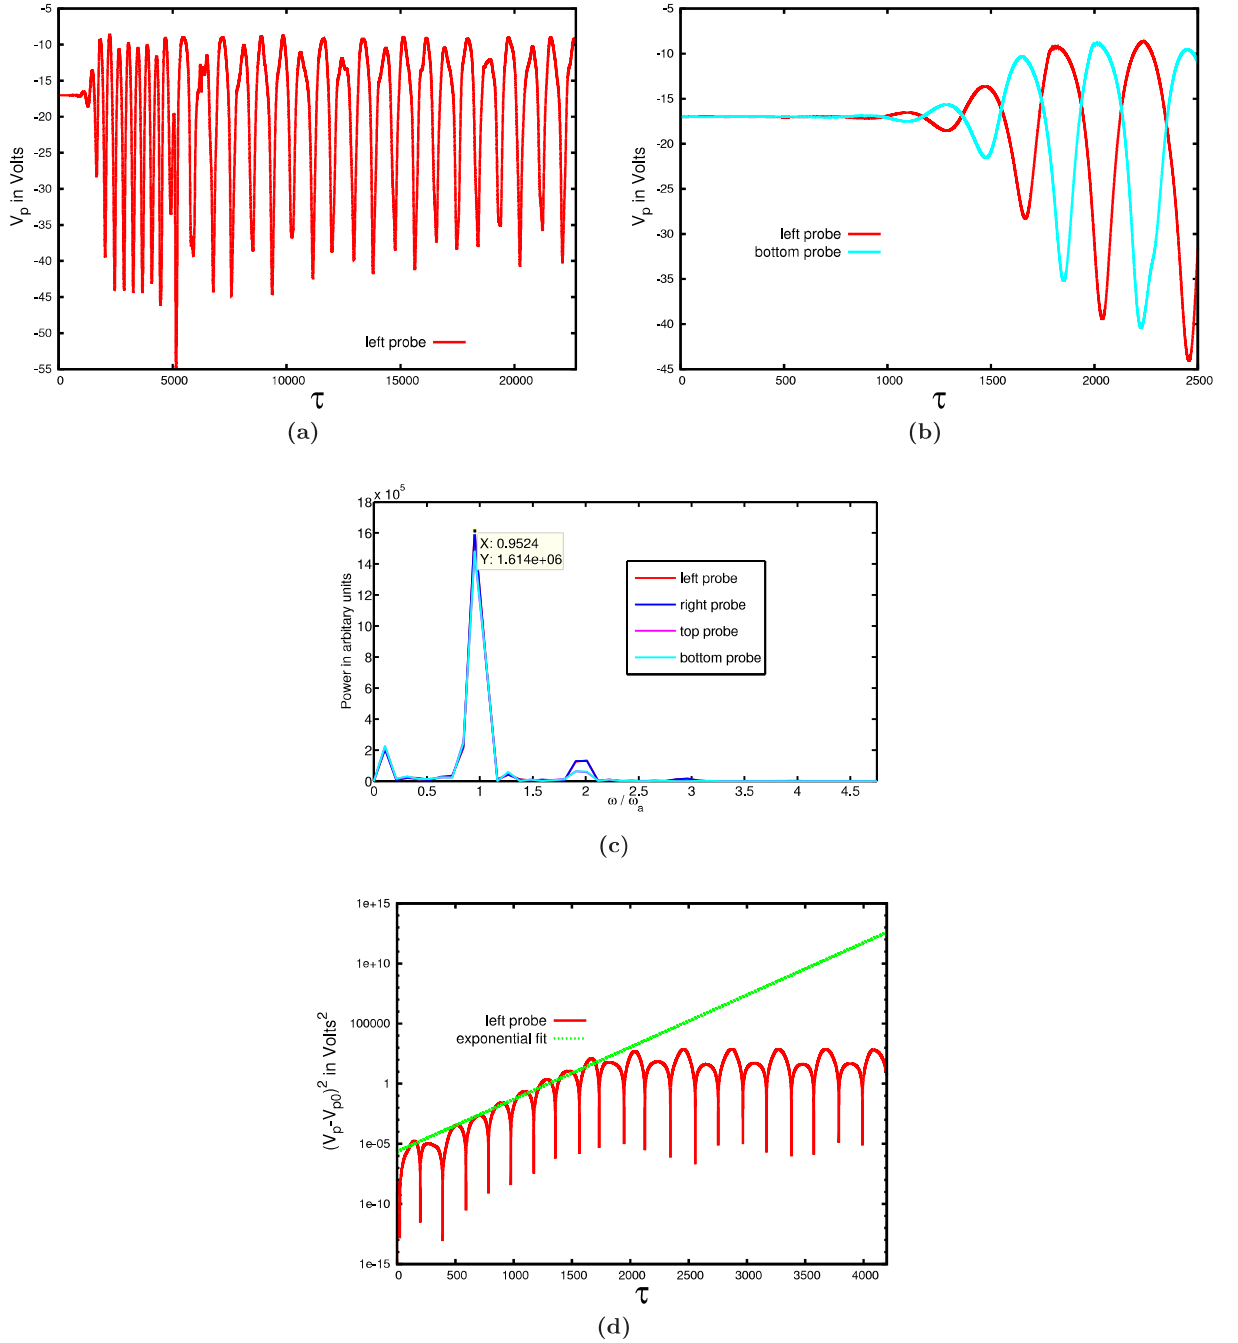 -5
-10
-15
-20
-25
-30
-35
-40
-45
-50
-55
V_p in Volts
left probe
0 5000 10000 15000 20000
τ
(a)
-5
-10
-15
-20
-25
-30
-35
-40
-45
V_p in Volts
left probe
bottom probe
0 500 1000 1500 2000 2500
τ
(b)
x 10^5
18
16
14
12
10
8
6
4
2
0
Power in arbitary units
X: 0.9524
Y: 1.614e+06
left probe
right probe
top probe
bottom probe
0 0.5 1 1.5 2 2.5 3 3.5 4 4.5
ω / ω_a
(c)
1e+15
1e+10
100000
1
1e-05
1e-10
1e-15
(V_p-V_p0)^2 in Volts^2
left probe
exponential fit
0 500 1000 1500 2000 2500 3000 3500 4000
τ
(d)